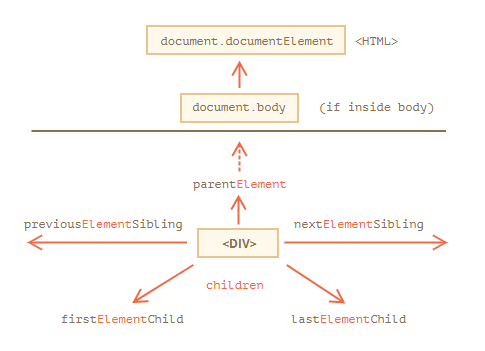 document.documentElement <HTML>
document.body (if inside body)
parentElement
previousElementSibling nextElementSibling
<DIV>
children
firstElementChild lastElementChild